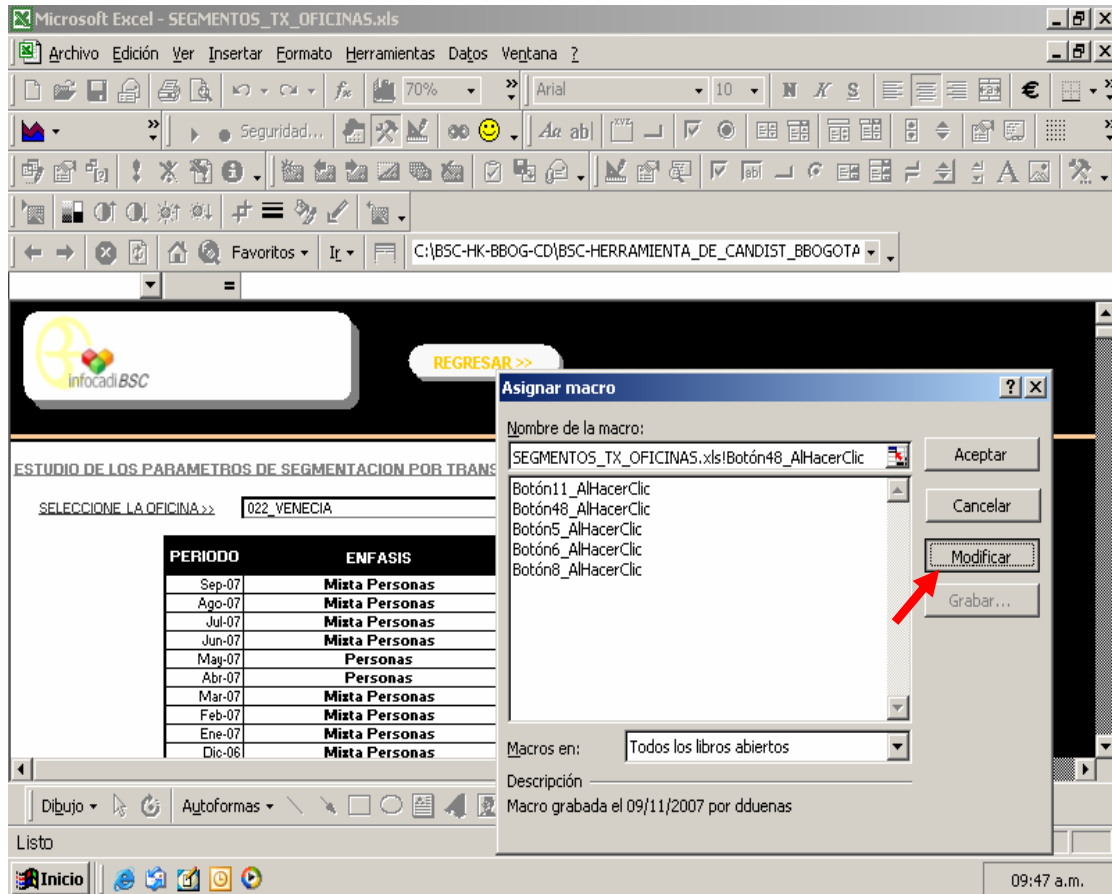 Microsoft Excel - SEGMENTOS_TX_OFICINAS.xls
Archivo Edición Ver Insertar Formato Herramientas Datos Ventana ?
70% Arial 10 N K S €
Seguridad... Aa ab| XYZ
ab|
A
Favoritos Ir C:\BSC-HK-BBOG-CD\BSC-HERRAMIENTA_DE_CANDIST_BBOGOTA
=
infocadiBSC
REGRESAR >>
ESTUDIO DE LOS PARAMETROS DE SEGMENTACION POR TRANS
SELECCIONE LA OFICINA >> 022_VENECIA
PERIODO ENFASIS
Sep-07 Mixta Personas
Ago-07 Mixta Personas
Jul-07 Mixta Personas
Jun-07 Mixta Personas
May-07 Personas
Abr-07 Personas
Mar-07 Mixta Personas
Feb-07 Mixta Personas
Ene-07 Mixta Personas
Dic-06 Mixta Personas
Asignar macro
Nombre de la macro:
SEGMENTOS_TX_OFICINAS.xls!Botón48_AlHacerClic
Botón11_AlHacerClic
Botón48_AlHacerClic
Botón5_AlHacerClic
Botón6_AlHacerClic
Botón8_AlHacerClic
Aceptar
Cancelar
Modificar
Grabar...
Macros en: Todos los libros abiertos
Descripción
Macro grabada el 09/11/2007 por dduenas
Dibujo Autoformas
Listo
Inicio 09:47 a.m.